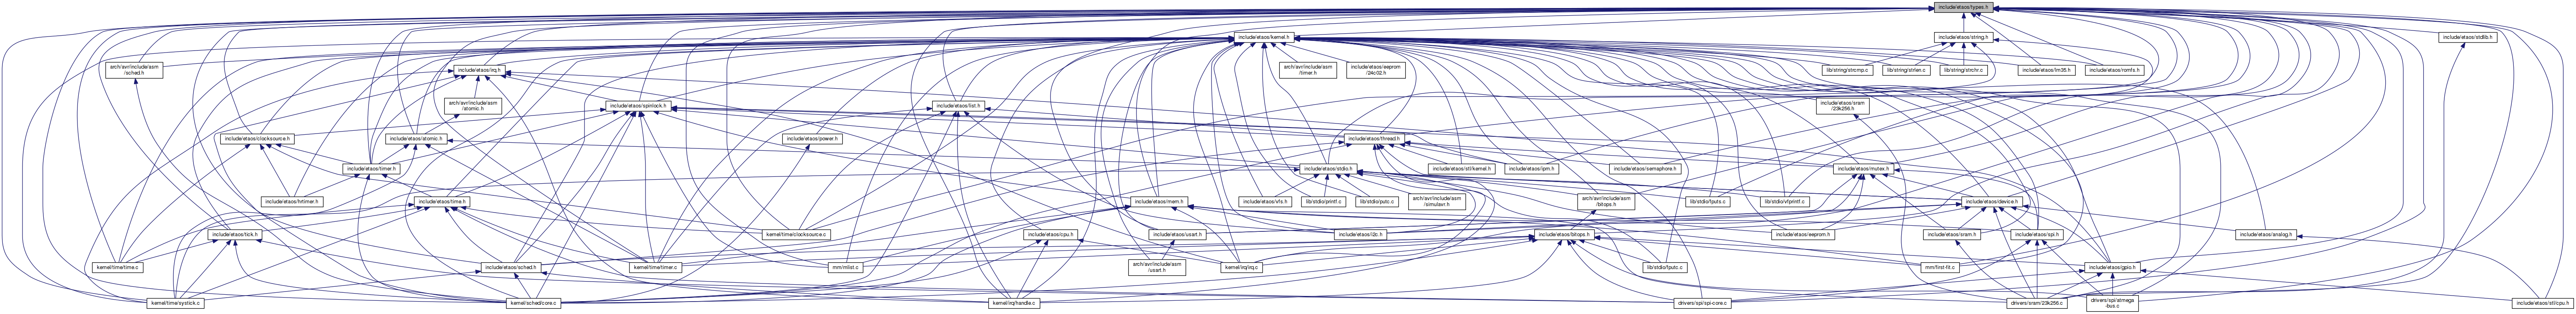 include/etaos/types.h
include/etaos/kernel.h
include/etaos/string.h
include/etaos/stdlib.h
arch/avr/include/asm
/sched.h
include/etaos/irq.h
arch/avr/include/asm
/timer.h
include/etaos/eeprom
/24c02.h
lib/string/strcmp.c
lib/string/strlen.c
lib/string/strchr.c
include/etaos/lm35.h
include/etaos/romfs.h
arch/avr/include/asm
/atomic.h
include/etaos/spinlock.h
include/etaos/list.h
include/etaos/sram
/23k256.h
include/etaos/clocksource.h
include/etaos/atomic.h
include/etaos/power.h
include/etaos/thread.h
include/etaos/timer.h
include/etaos/stdio.h
include/etaos/stl/kernel.h
include/etaos/ipm.h
include/etaos/semaphore.h
include/etaos/mutex.h
include/etaos/hrtimer.h
include/etaos/time.h
include/etaos/mem.h
include/etaos/vfs.h
lib/stdio/printf.c
lib/stdio/putc.c
arch/avr/include/asm
/simulavr.h
arch/avr/include/asm
/bitops.h
lib/stdio/fputs.c
lib/stdio/vfprintf.c
include/etaos/device.h
include/etaos/tick.h
kernel/time/clocksource.c
include/etaos/cpu.h
include/etaos/usart.h
include/etaos/i2c.h
include/etaos/bitops.h
include/etaos/eeprom.h
include/etaos/sram.h
include/etaos/spi.h
include/etaos/analog.h
kernel/time/time.c
include/etaos/sched.h
kernel/time/timer.c
mm/mlist.c
arch/avr/include/asm
/usart.h
kernel/irq/irq.c
lib/stdio/fputc.c
mm/first-fit.c
include/etaos/gpio.h
kernel/time/systick.c
kernel/sched/core.c
kernel/irq/handle.c
drivers/spi/spi-core.c
drivers/sram/23k256.c
drivers/spi/atmega
-bus.c
include/etaos/stl/cpu.h